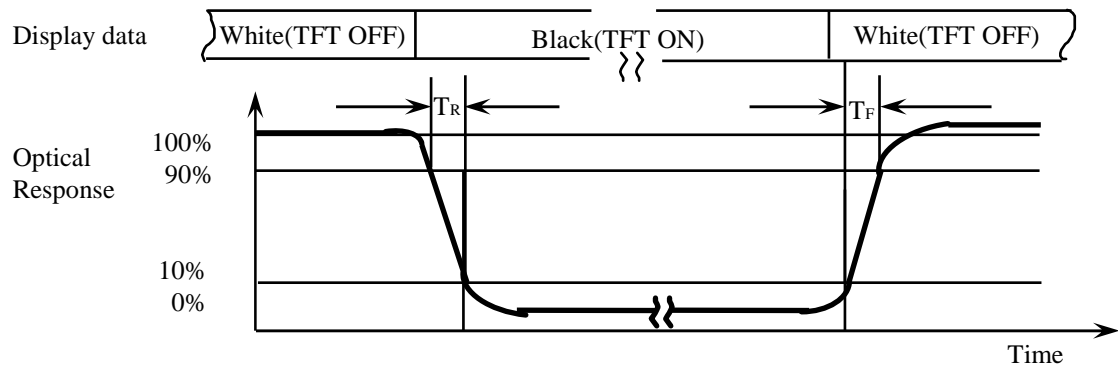 Display data
White(TFT OFF)
Black(TFT ON)
White(TFT OFF)
TR
TF
100%
Optical
Response
90%
10%
0%
Time